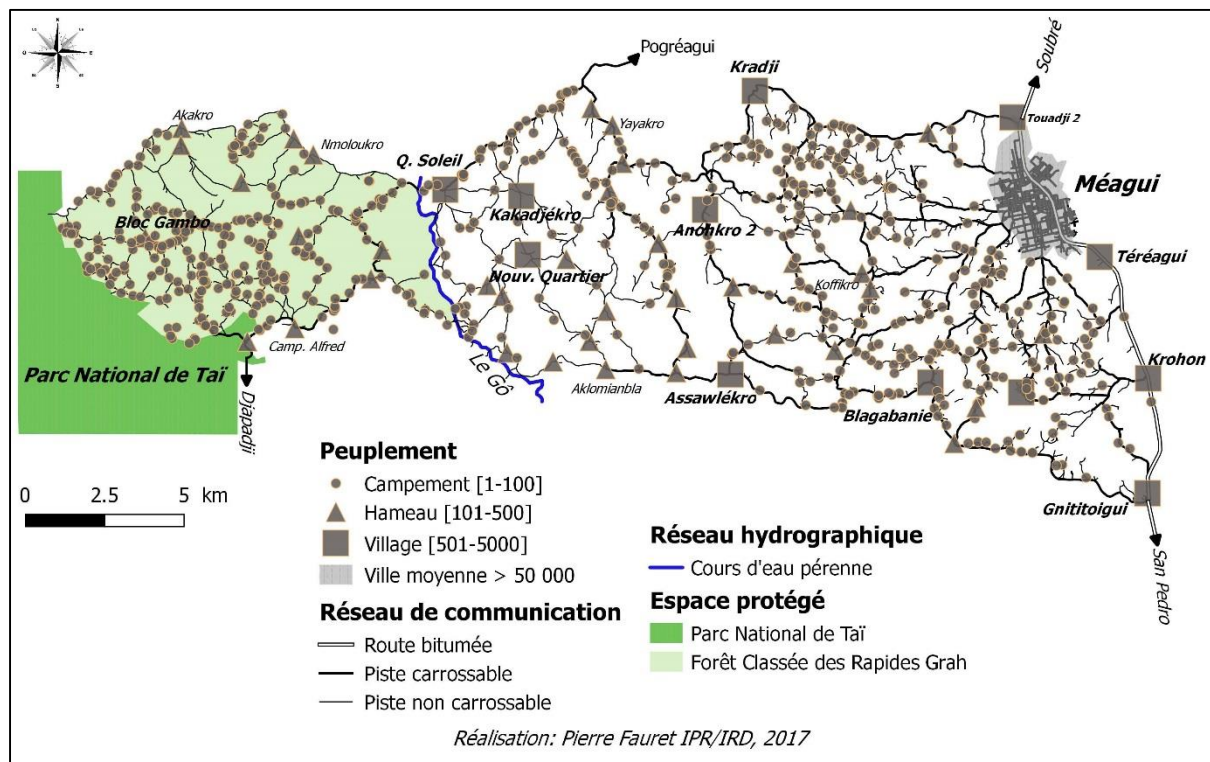 Pogréagui
Soubré
Kradji
Akakro
Yayakro
Touadji 2
Nmoloukro
Q. Soleil
Méagui
Kakadjékro
Bloc Gambo
Anonkro 2
Téréagui
Nouv. Quartier
Koffikro
Camp. Alfred
Parc National de Taï
Le Gô
Krohon
Aklomianbla
Assawlékro
Blagabanie
Djapadji
Gnititoigui
San Pedro
0 2.5 5 km
Peuplement
Campement [1-100]
Hameau [101-500]
Village [501-5000]
Ville moyenne > 50 000
Réseau de communication
Route bitumée
Piste carrossable
Piste non carrossable
Réseau hydrographique
Cours d'eau pérenne
Espace protégé
Parc National de Taï
Forêt Classée des Rapides Grah
Réalisation: Pierre Fauret IPR/IRD, 2017